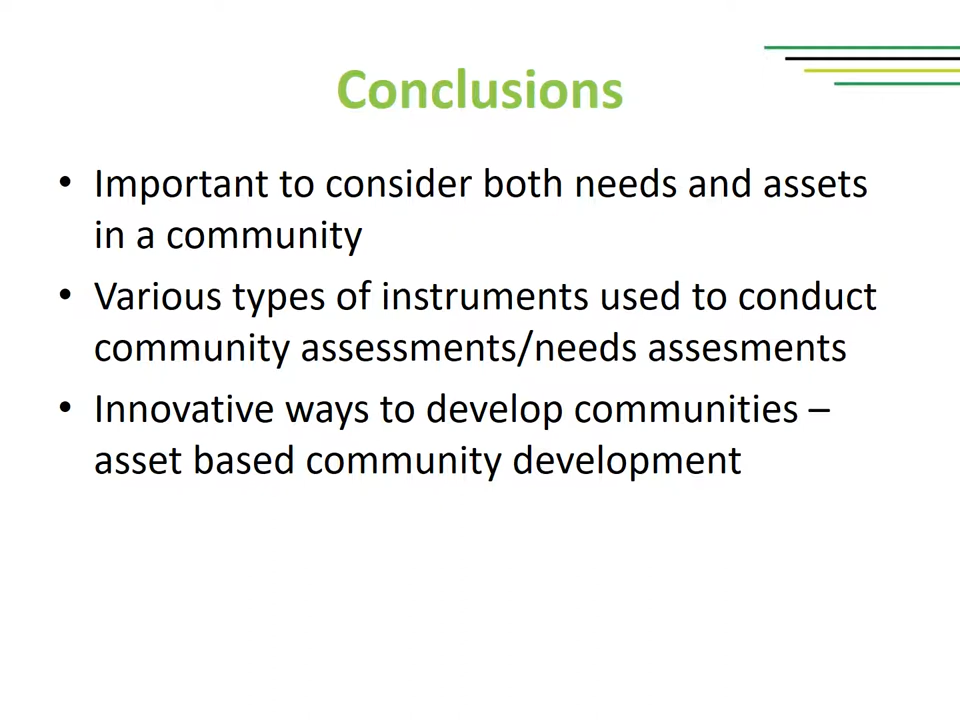 Conclusions
• Important to consider both needs and assets
in a community
• Various types of instruments used to conduct
community assessments/needs assesments
• Innovative ways to develop communities –
asset based community development